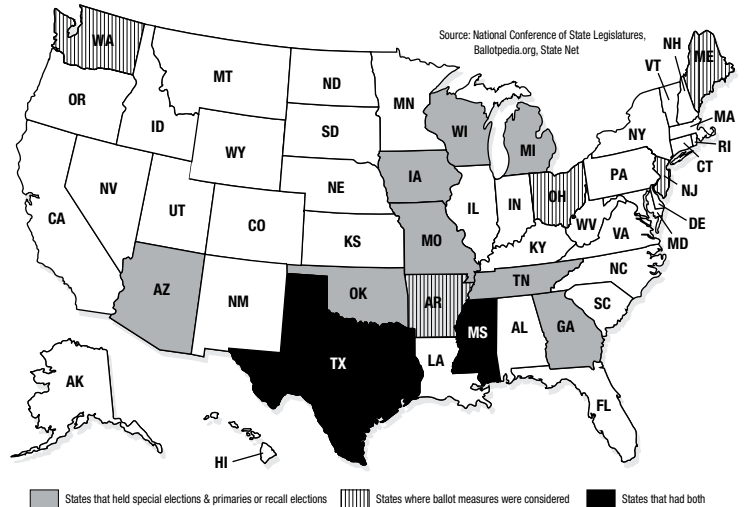 Source: National Conference of State Legislatures,
Ballotpedia.org, State Net
WA
MT
ND
MN
VT
NH
ME
OR
ID
SD
WI
MI
NY
MA
RI
CT
WY
IA
NE
PA
NJ
NV
UT
CO
IL
IN
OH
WV
DE
MD
VA
CA
KS
MO
KY
NC
AZ
NM
OK
AR
TN
SC
MS
AL
GA
TX
LA
AK
FL
HI
States that held special elections & primaries or recall elections
States where ballot measures were considered
States that had both